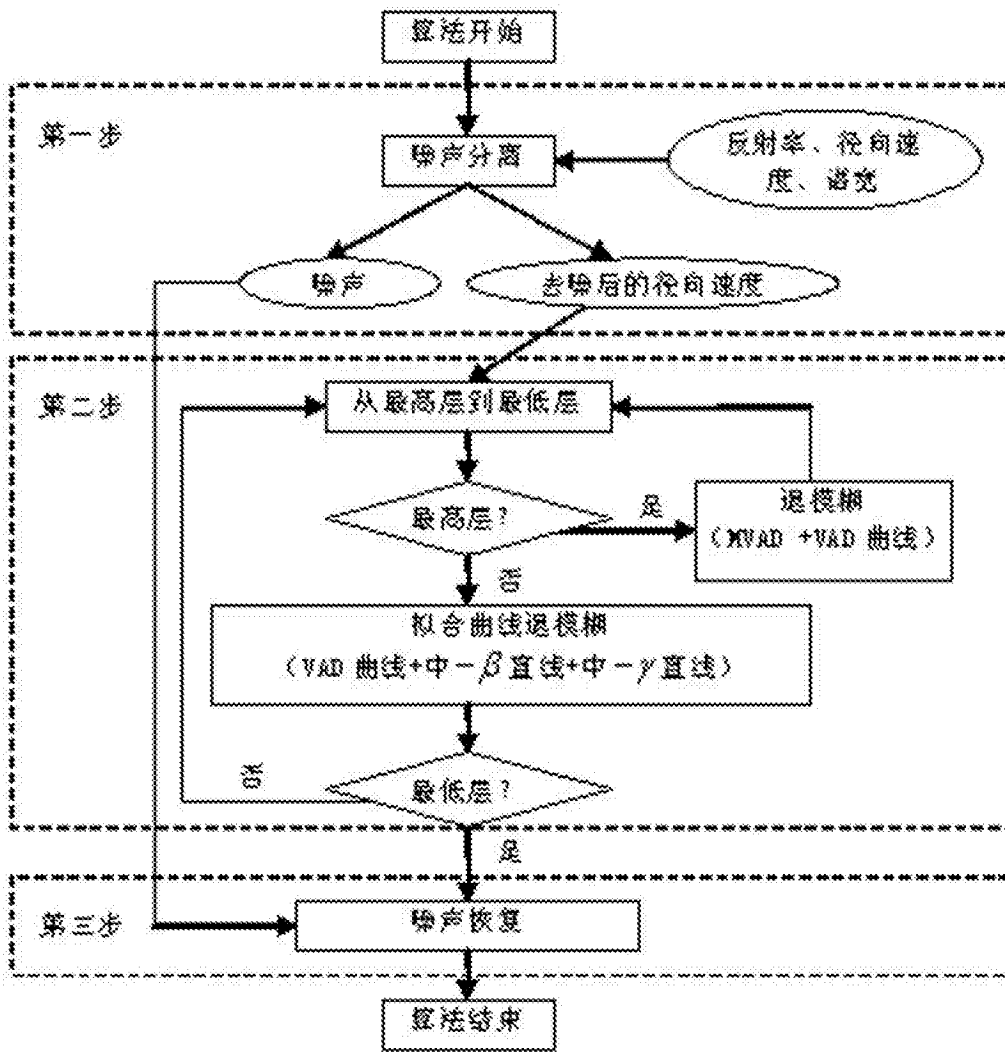 算法开始
第一步
噪声分离
反射率、径向速
度、谱宽
噪声
去噪后的径向速度
第二步
从最高层到最低层
最高层?
是
退模糊
(MVAD +VAD 曲线)
否
拟合曲线退模糊
(VAD 曲线+中-β直线+中-γ直线)
否
最低层?
是
第三步
噪声恢复
算法结束